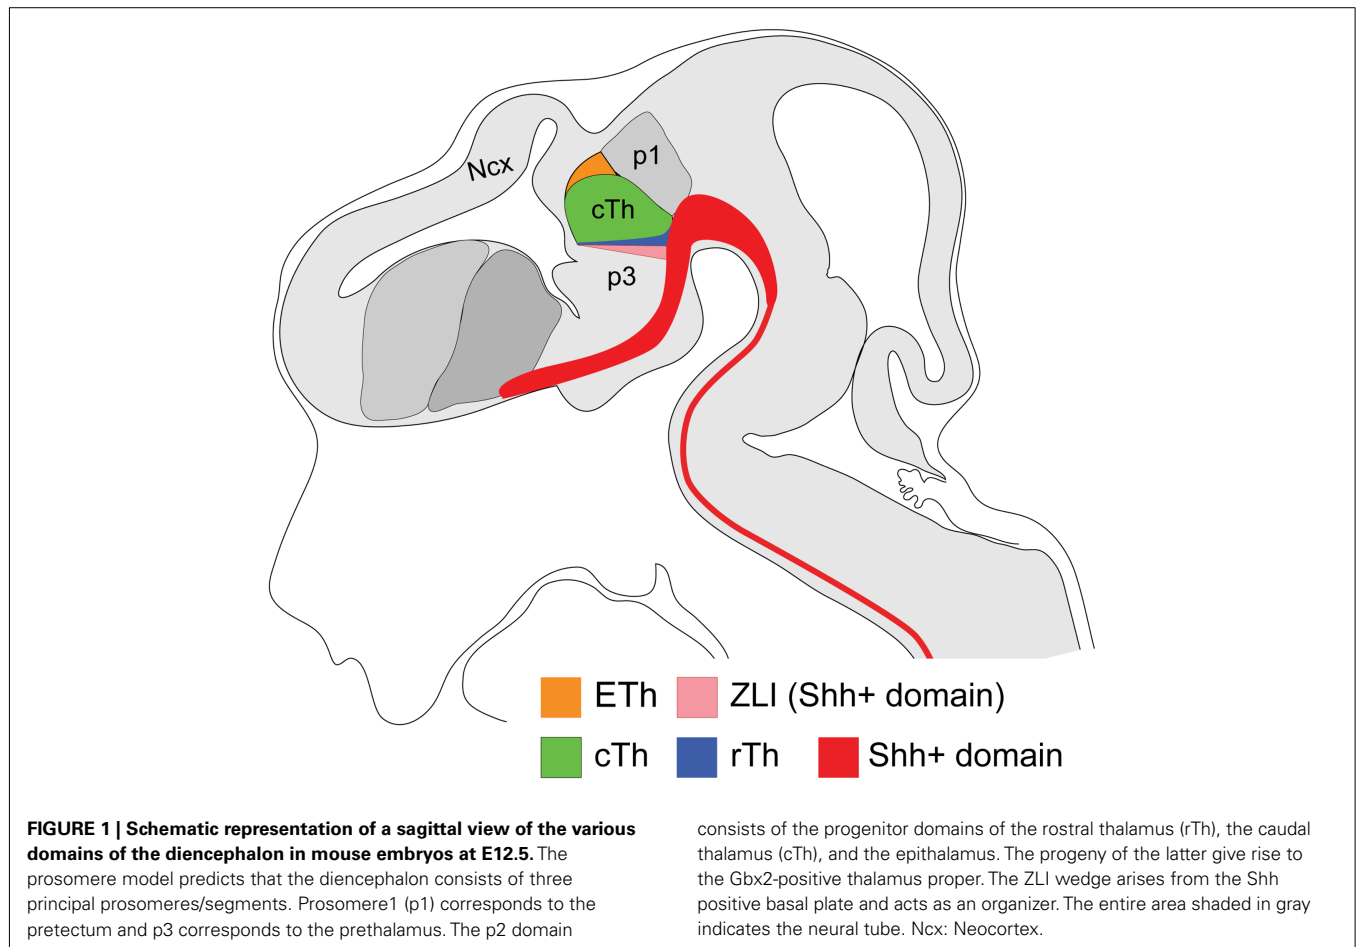 Ncx
p1
cTh
p3
ETh
ZLI (Shh+ domain)
cTh
rTh
Shh+ domain
FIGURE 1 | Schematic representation of a sagittal view of the various
domains of the diencephalon in mouse embryos at E12.5. The
prosomere model predicts that the diencephalon consists of three
principal prosomeres/segments. Prosomere1 (p1) corresponds to the
pretectum and p3 corresponds to the prethalamus. The p2 domain
consists of the progenitor domains of the rostral thalamus (rTh), the caudal
thalamus (cTh), and the epithalamus. The progeny of the latter give rise to
the Gbx2-positive thalamus proper. The ZLI wedge arises from the Shh
positive basal plate and acts as an organizer. The entire area shaded in gray
indicates the neural tube. Ncx: Neocortex.